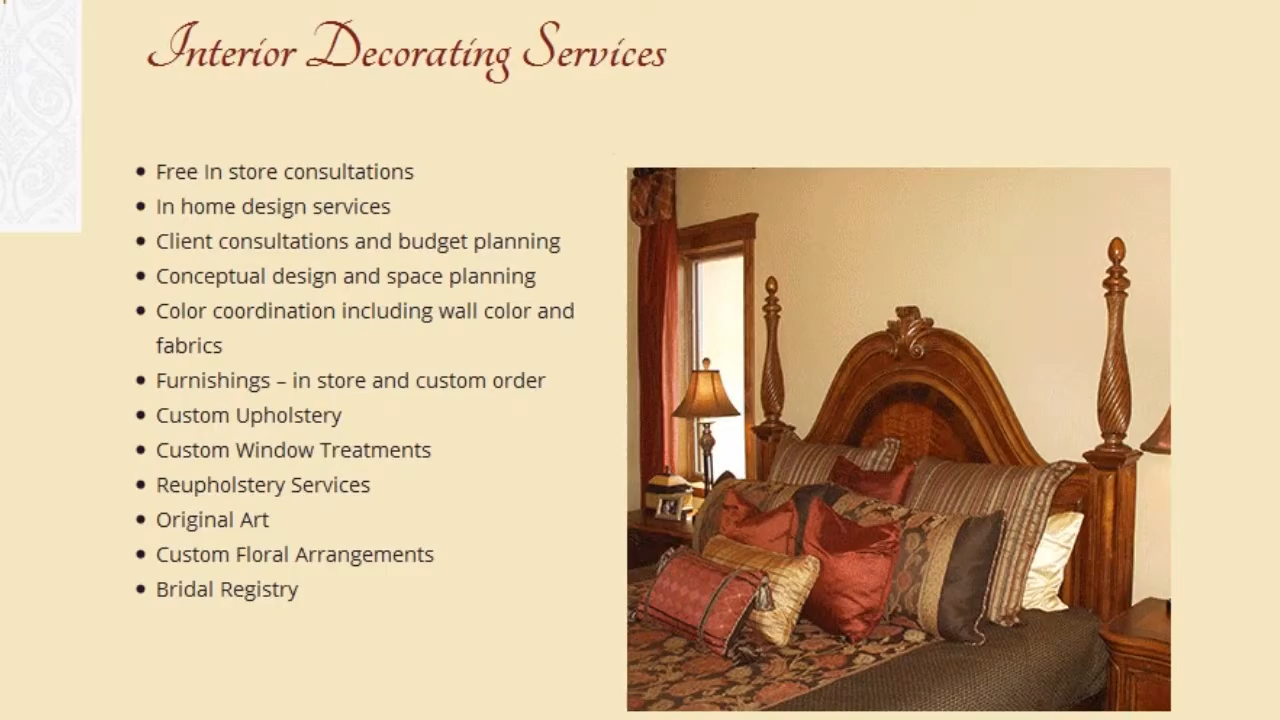 Interior Decorating Services
Free In store consultations
In home design services
Client consultations and budget planning
Conceptual design and space planning
Color coordination including wall color and
fabrics
Furnishings – in store and custom order
Custom Upholstery
Custom Window Treatments
Reupholstery Services
Original Art
Custom Floral Arrangements
Bridal Registry